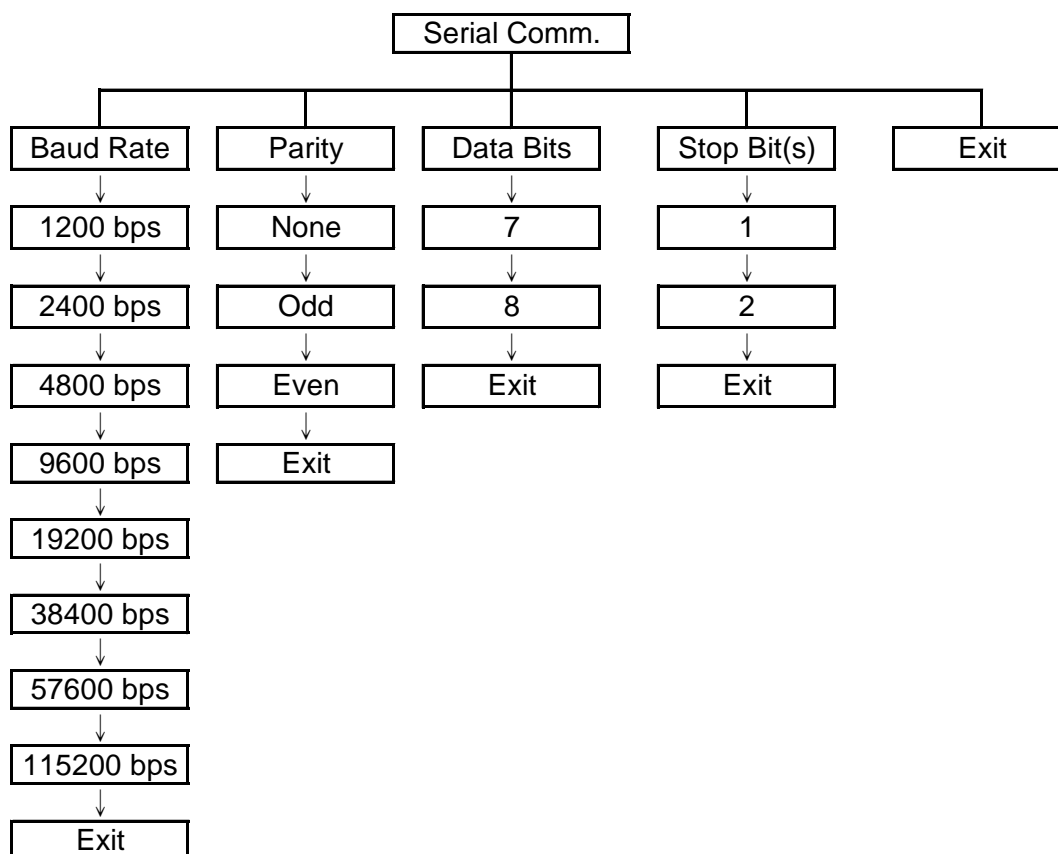 Serial Comm.
Baud Rate
Parity
Data Bits
Stop Bit(s)
Exit
1200 bps
None
7
1
2400 bps
Odd
8
2
4800 bps
Even
Exit
Exit
9600 bps
Exit
19200 bps
38400 bps
57600 bps
115200 bps
Exit